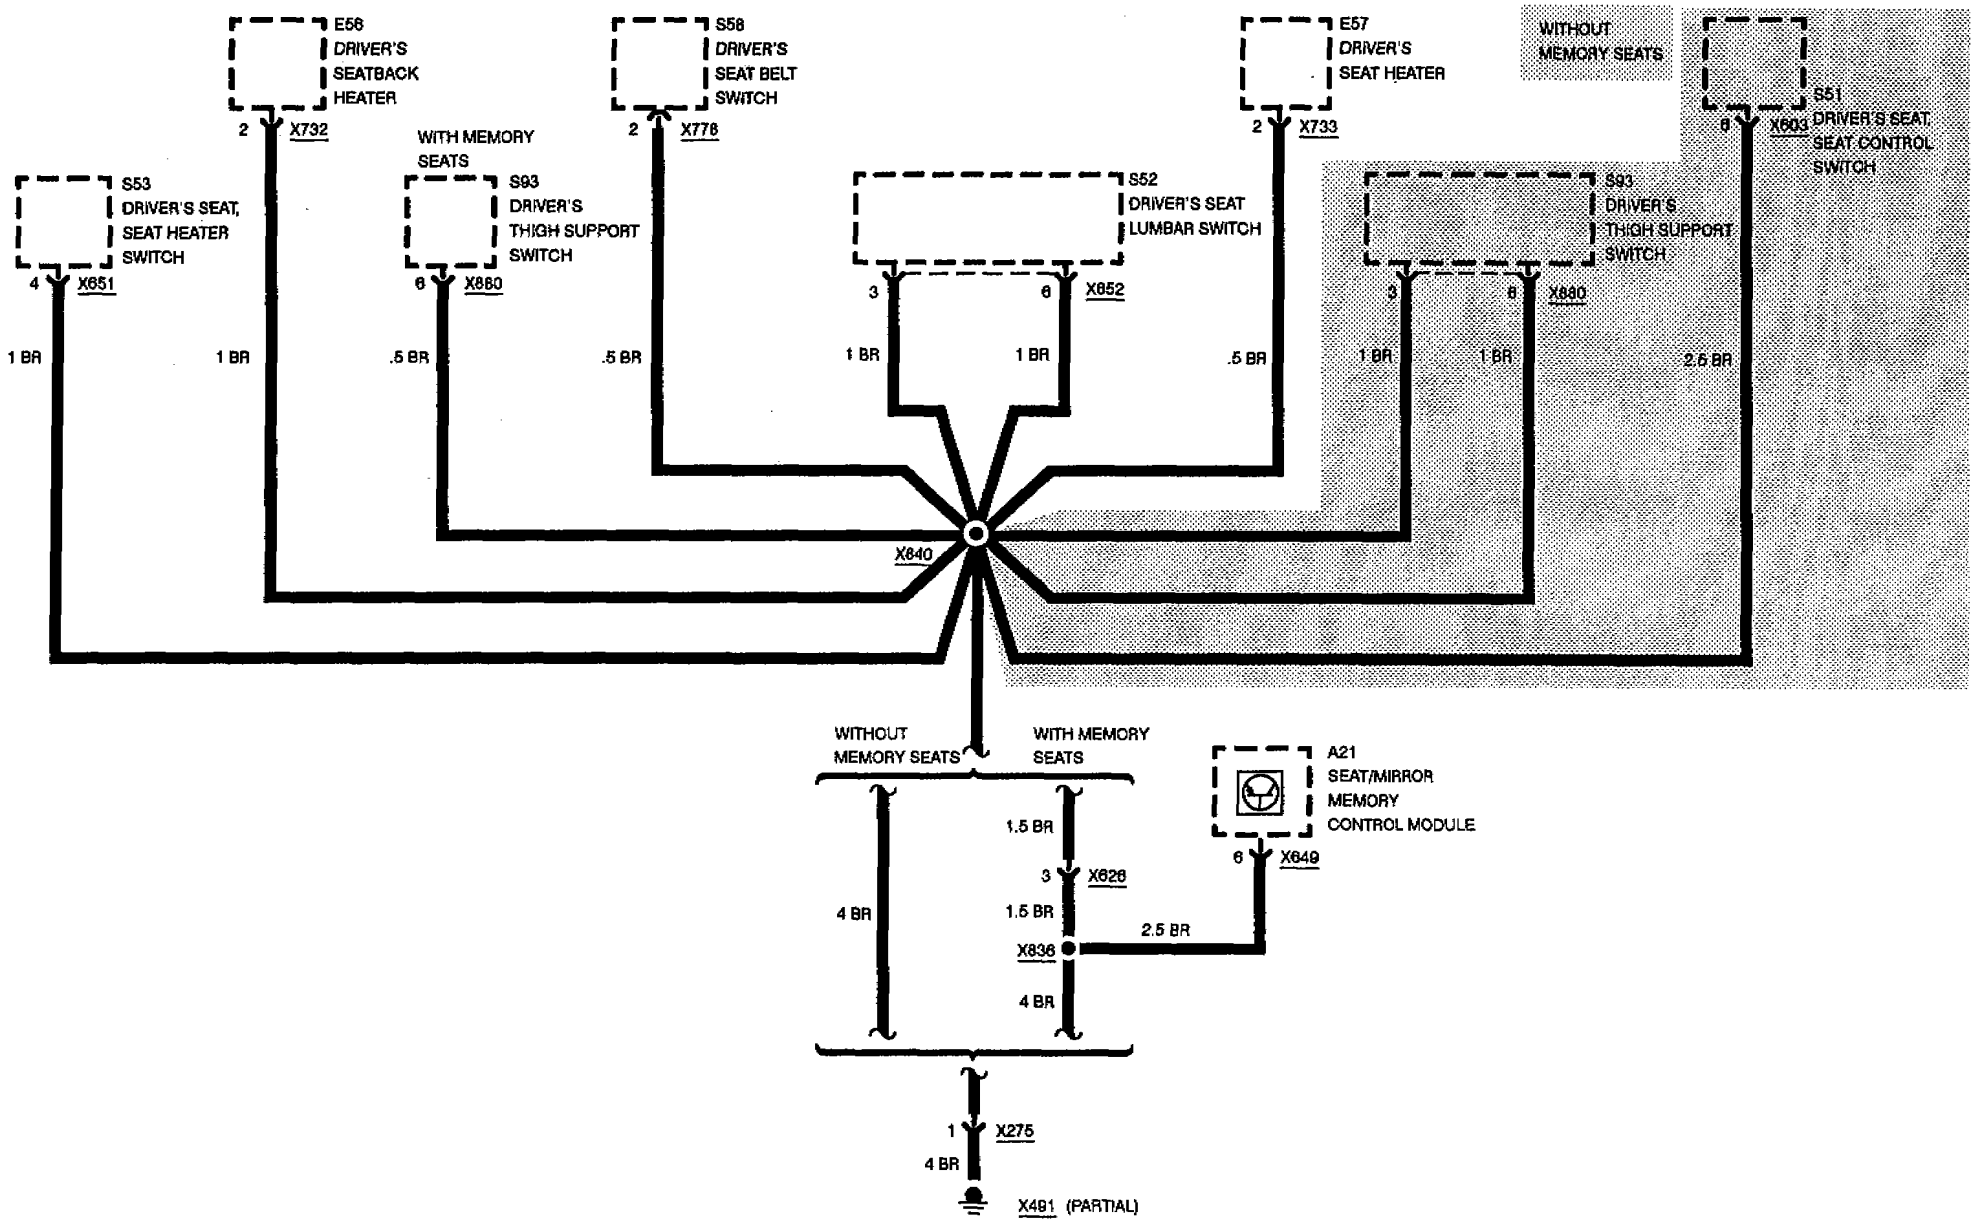 E56
DRIVER'S
SEATBACK
HEATER
2 X732
S58
DRIVER'S
SEAT BELT
SWITCH
2 X778
E57
DRIVER'S
SEAT HEATER
2 X733
WITHOUT
MEMORY SEATS
S51
DRIVER'S SEAT,
SEAT CONTROL
SWITCH
6 X603
S53
DRIVER'S SEAT,
SEAT HEATER
SWITCH
4 X651
WITH MEMORY
SEATS
S93
DRIVER'S
THIGH SUPPORT
SWITCH
6 X880
S52
DRIVER'S SEAT
LUMBAR SWITCH
3 6 X652
S93
DRIVER'S
THIGH SUPPORT
SWITCH
3 6 X880
1 BR
1 BR
.5 BR
.5 BR
1 BR
1 BR
.5 BR
1 BR
1 BR
2.5 BR
X640
WITHOUT
MEMORY SEATS
WITH MEMORY
SEATS
A21
SEAT/MIRROR
MEMORY
CONTROL MODULE
6 X649
1.5 BR
3 X626
4 BR
1.5 BR
X636
2.5 BR
4 BR
1 X275
4 BR
X491 (PARTIAL)